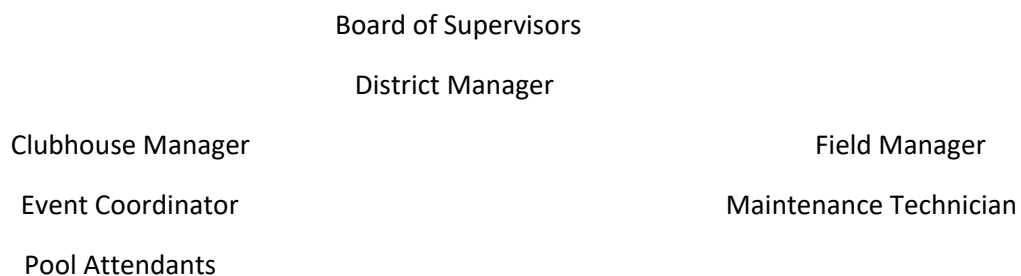 Board of Supervisors
District Manager
Clubhouse Manager Field Manager
Event Coordinator Maintenance Technician
Pool Attendants